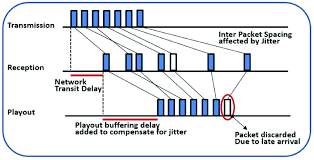 Transmission
Inter Packet Spacing
affected by Jitter
Reception
Network
Transit Delay
Playout
Playout buffering delay
added to compensate for jitter
Packet discarded
Due to late arrival